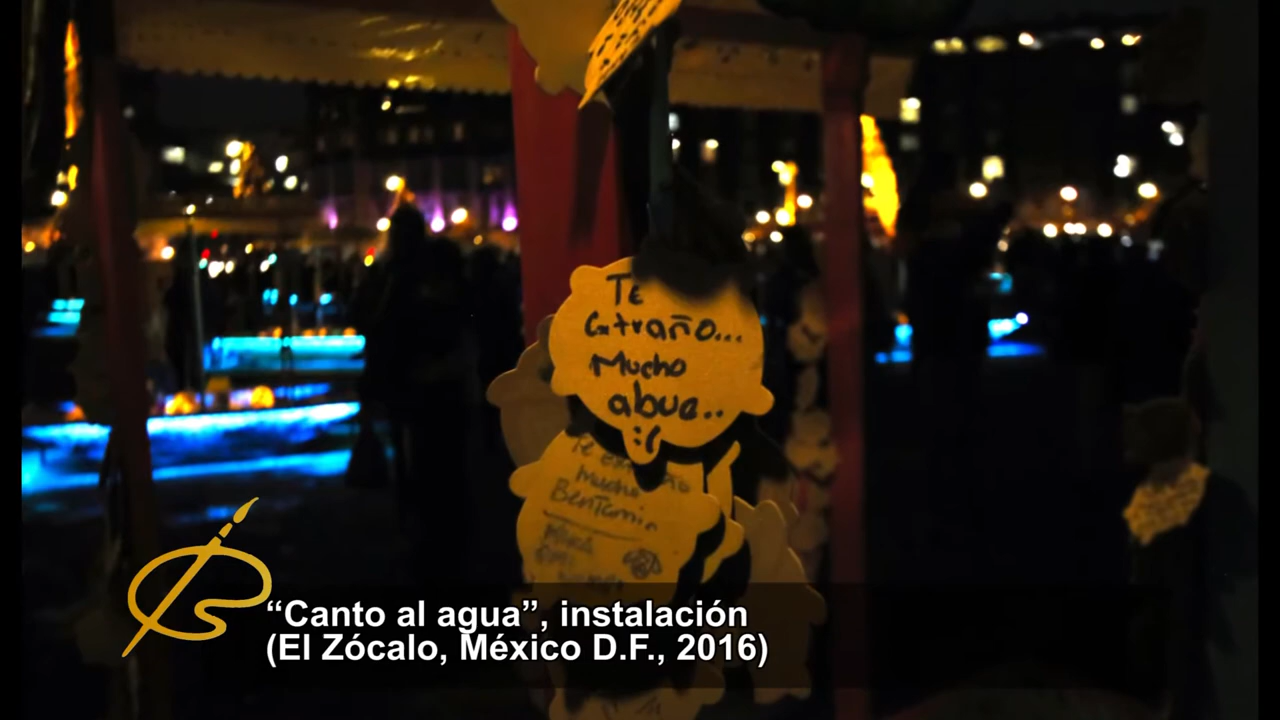 Te
Extraño...
Mucho
abue..
:(
Te
mucho
Benjamin
“Canto al agua”, instalación
(El Zócalo, México D.F., 2016)